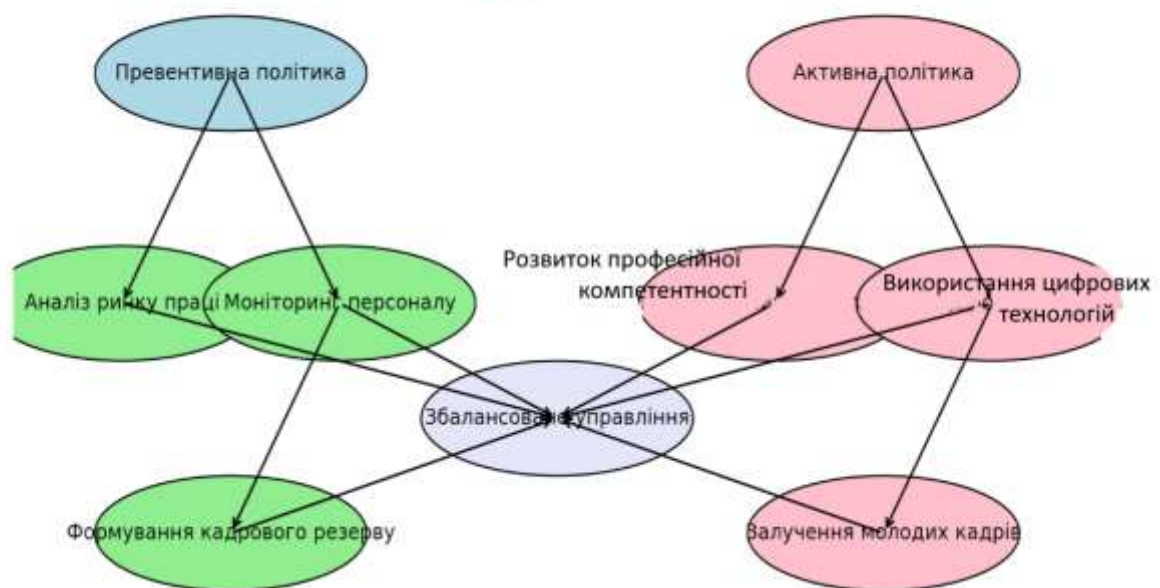 Превентивна політика
Активна політика
Аналіз ринку праці
Моніторинг персоналу
Розвиток професійної
компетентності
Використання цифрових
технологій
Збалансоване управління
Формування кадрового резерву
Залучення молодих кадрів